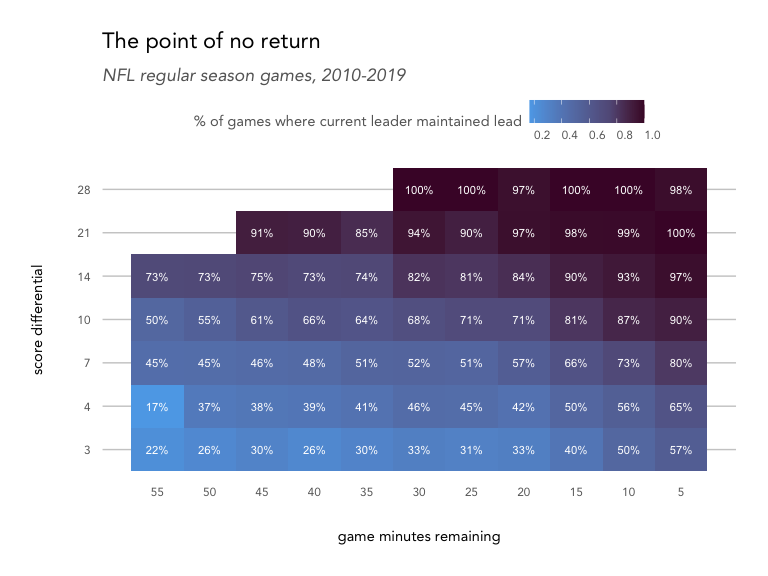 The point of no return
NFL regular season games, 2010-2019
% of games where current leader maintained lead
0.2 0.4 0.6 0.8 1.0
28 100% 100% 97% 100% 100% 98%
21 91% 90% 85% 94% 90% 97% 98% 99% 100%
14 73% 73% 75% 73% 74% 82% 81% 84% 90% 93% 97%
10 50% 55% 61% 66% 64% 68% 71% 71% 81% 87% 90%
7 45% 45% 46% 48% 51% 52% 51% 57% 66% 73% 80%
4 17% 37% 38% 39% 41% 46% 45% 42% 50% 56% 65%
3 22% 26% 30% 26% 30% 33% 31% 33% 40% 50% 57%
score differential
55 50 45 40 35 30 25 20 15 10 5
game minutes remaining